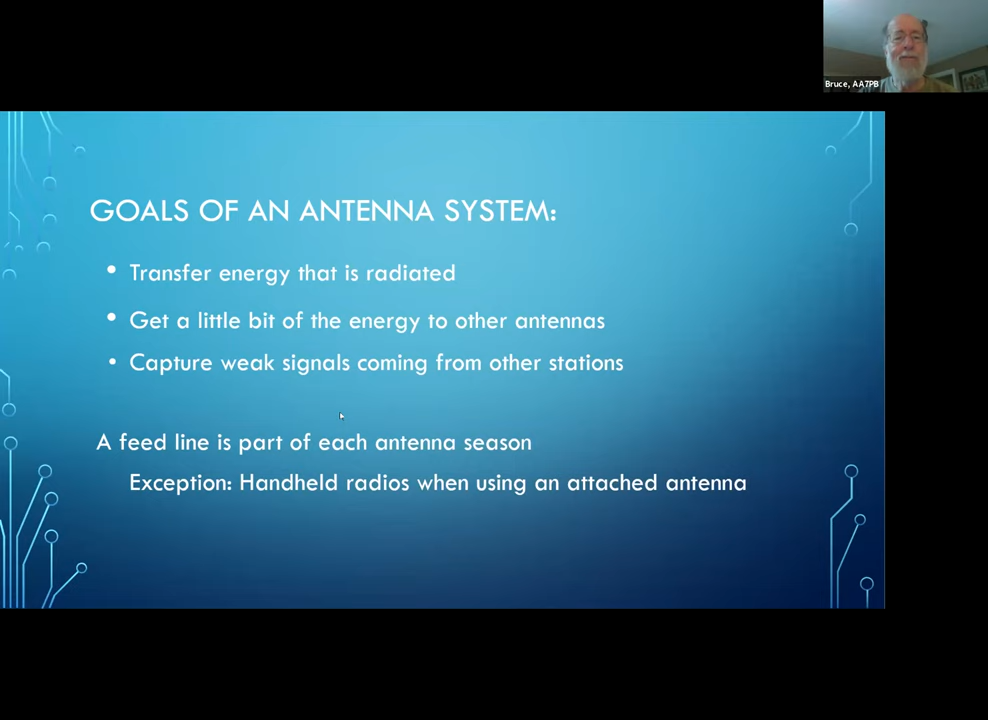 Bruce, AA7PB
GOALS OF AN ANTENNA SYSTEM:
• Transfer energy that is radiated
• Get a little bit of the energy to other antennas
• Capture weak signals coming from other stations
A feed line is part of each antenna season
Exception: Handheld radios when using an attached antenna